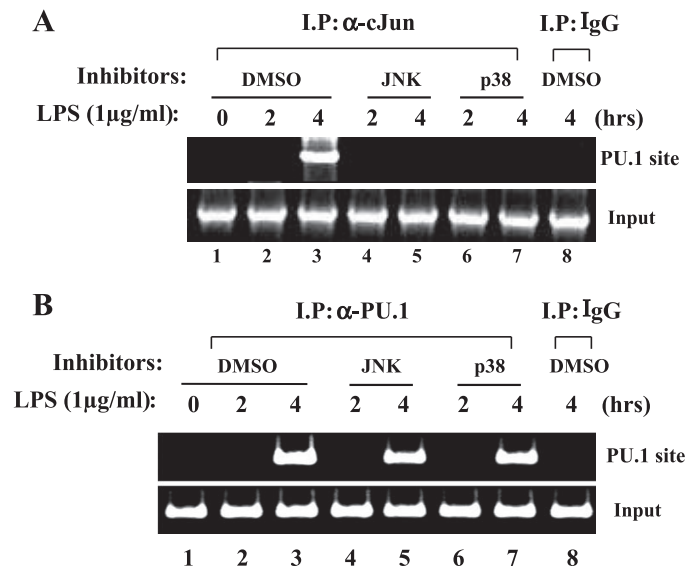 A
I.P: α-cJun
I.P: IgG
Inhibitors: DMSO JNK p38 DMSO
LPS (1µg/ml): 0 2 4 2 4 2 4 4 (hrs)
PU.1 site
Input
1 2 3 4 5 6 7 8
B
I.P: α-PU.1
I.P: IgG
Inhibitors: DMSO JNK p38 DMSO
LPS (1µg/ml): 0 2 4 2 4 2 4 4 (hrs)
PU.1 site
Input
1 2 3 4 5 6 7 8